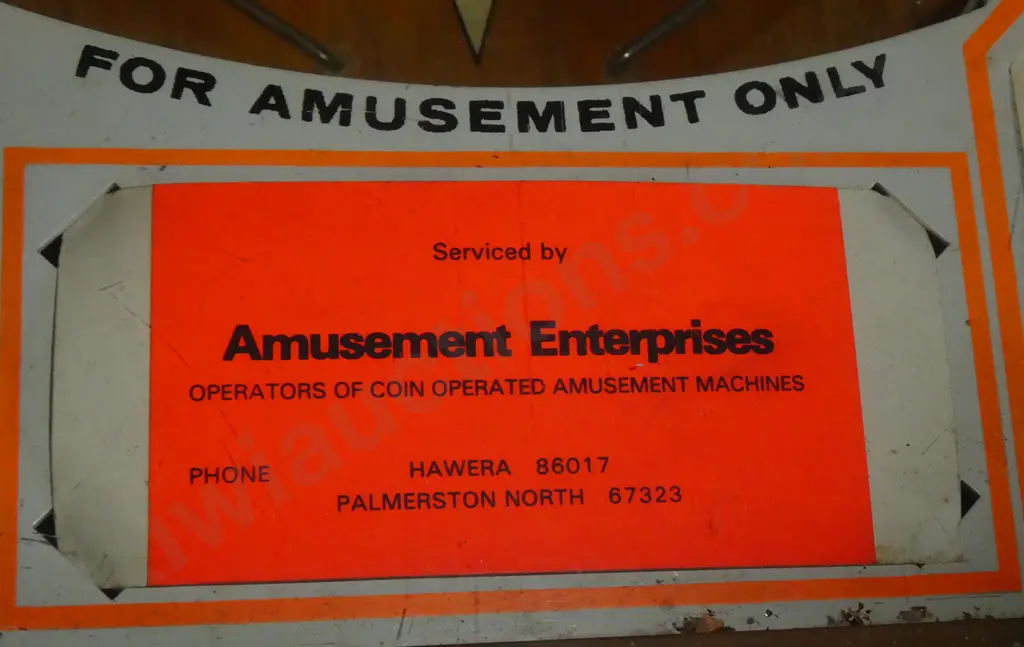 FOR AMUSEMENT ONLY
Serviced by
Amusement Enterprises
OPERATORS OF COIN OPERATED AMUSEMENT MACHINES
PHONE HAWERA 86017
PALMERSTON NORTH 67323